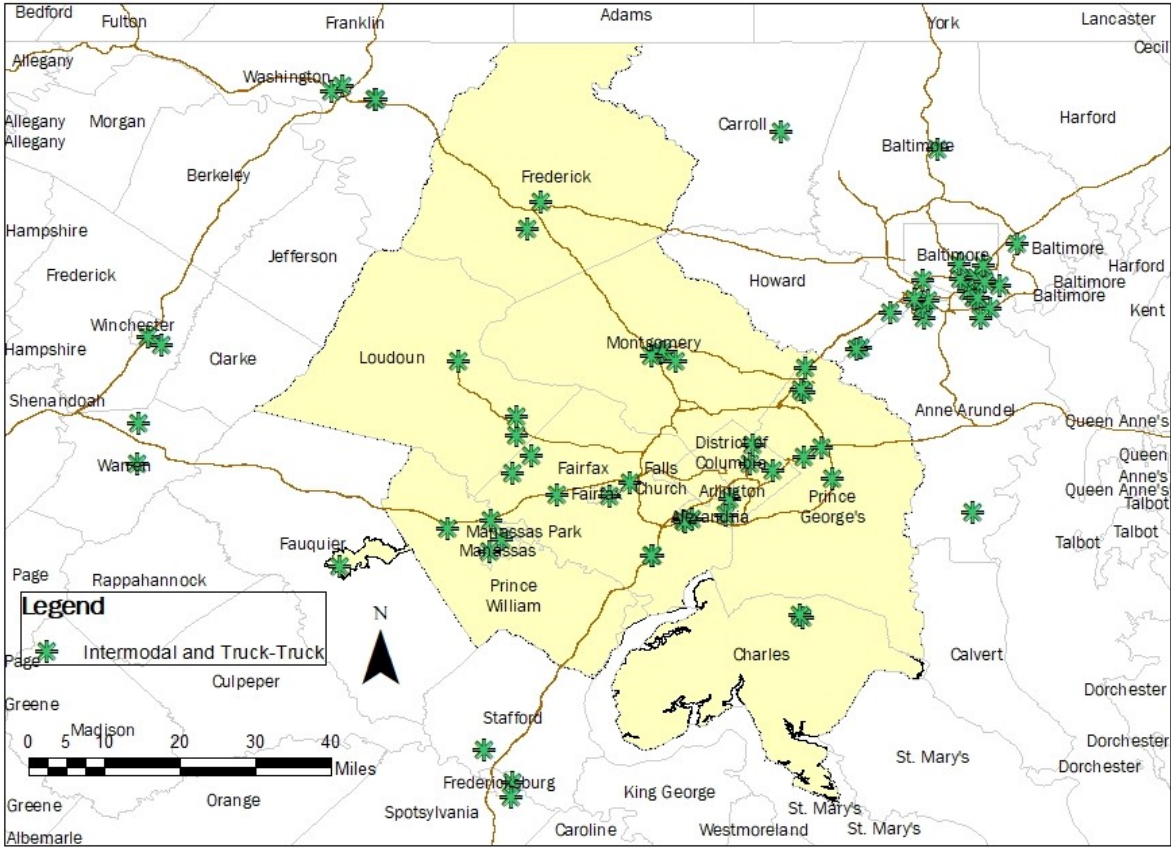 Bedford
Fulton
Franklin
Adams
York
Lancaster
Cecil
Allegany
Washington
Allegany
Allegany
Morgan
Carroll
Harford
Baltimore
Berkeley
Frederick
Hampshire
Jefferson
Baltimore
Baltimore
Frederick
Howard
Harford
Baltimore
Baltimore
Kent
Winchester
Hampshire
Clarke
Loudoun
Montgomery
Shenandoah
Anne Arundel
Queen Anne's
Warren
District of
Columbia
Fairfax
Falls
Church
Fairfax
Arlington
Prince
George's
Queen
Anne's
Queen Anne's
Talbot
Alexandria
Manassas Park
Manassas
Talbot
Talbot
Fauquier
Page
Rappahannock
Prince
William
Legend
N
Intermodal and Truck-Truck
Page
Culpeper
Charles
Calvert
Dorchester
Greene
Madison
Stafford
0 5 10 20 30 40
Miles
Dorchester
Dorchester
St. Mary's
Fredericksburg
King George
Greene
Orange
Spotsylvania
St. Mary's
Albemarle
Caroline
Westmoreland
St. Mary's